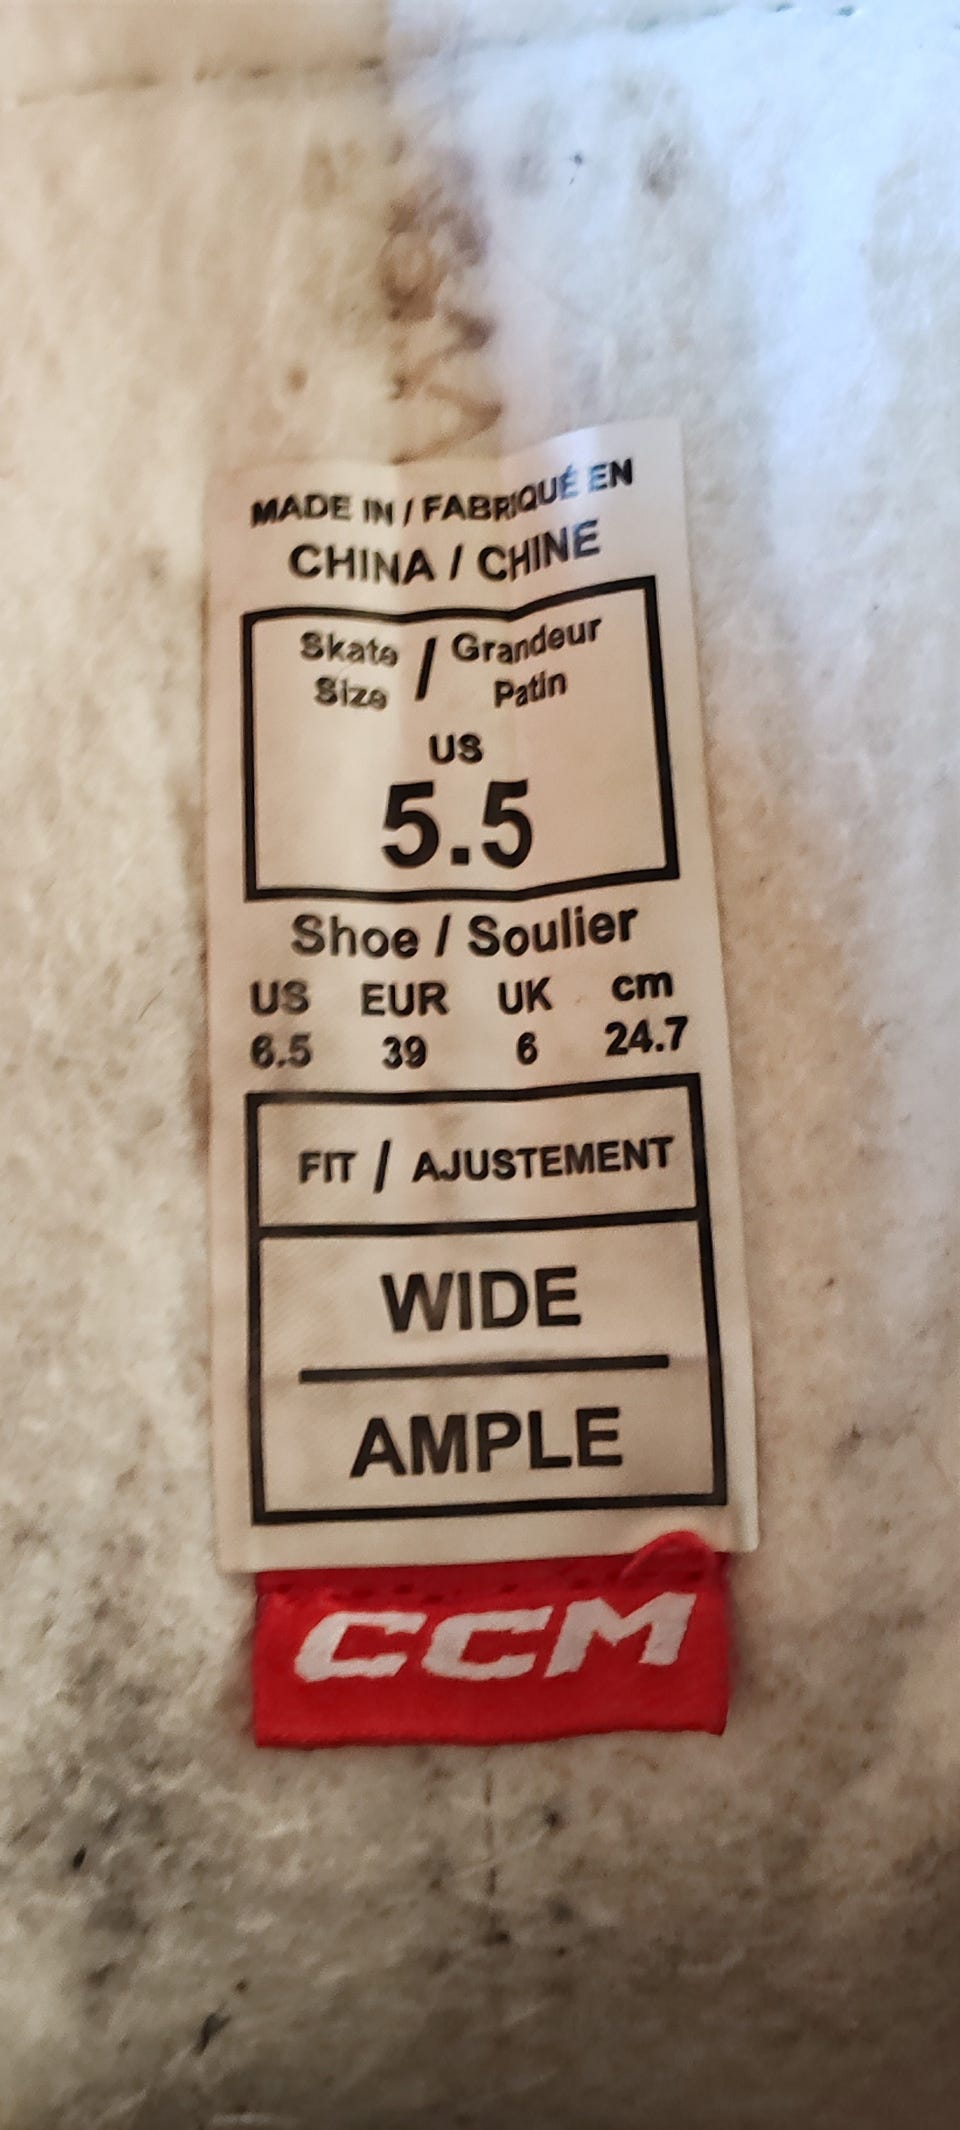 MADE IN / FABRIQUÉ EN
CHINA / CHINE
Skate / Grandeur
Size Patin
US
5.5
Shoe / Soulier
US EUR UK cm
6.5 39 6 24.7
FIT / AJUSTEMENT
WIDE
AMPLE
CCM